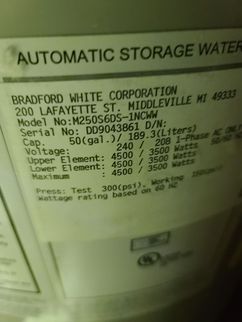 AUTOMATIC STORAGE WATER
BRADFORD WHITE CORPORATION
200 LAFAYETTE ST. MIDDLEVILLE MI 49333
Model No:M250S6DS-1NCWW
Serial No: DD9043861 D/N:
Cap. 50(gal.)/ 189.3(Liters)
Voltage: 240 / 208 1-Phase AC ONLY 50/60
Upper Element: 4500 / 3500 Watts
Lower Element: 4500 / 3500 Watts
Maximum : 4500 / 3500 Watts
Press: Test 300(psi). Working 150
Wattage rating based on 60 HZ